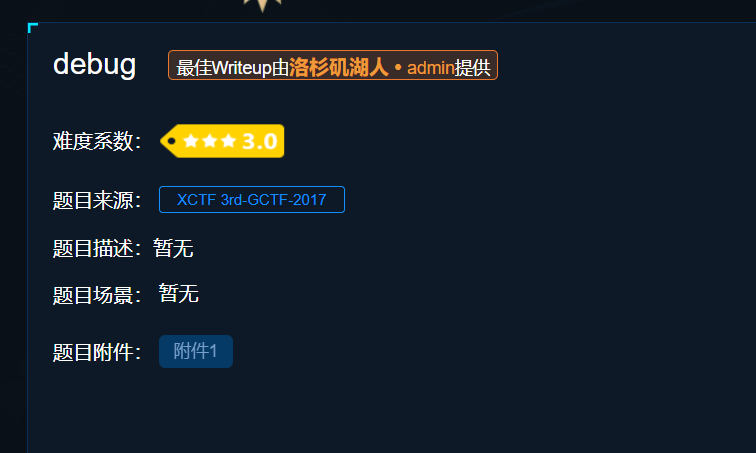 debug 最佳Writeup由洛杉矶湖人•admin提供
难度系数： 3.0
题目来源： XCTF 3rd-GCTF-2017
题目描述：暂无
题目场景： 暂无
题目附件： 附件1